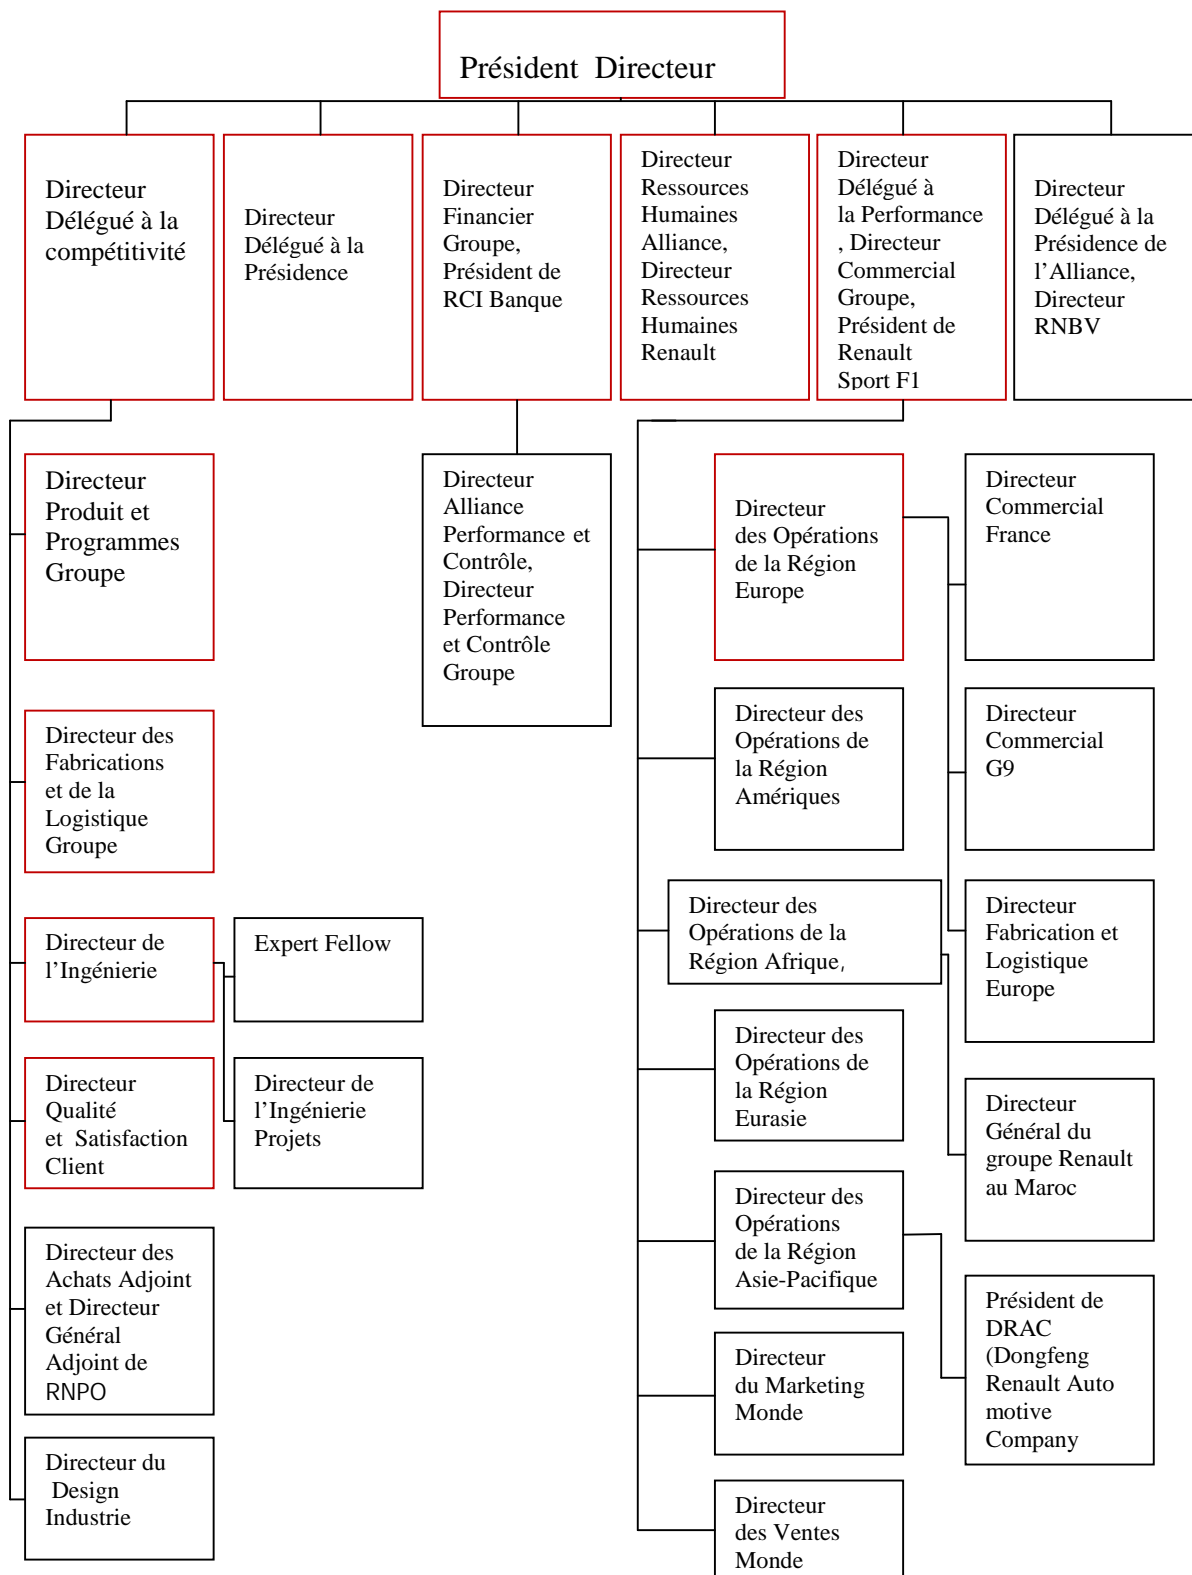 Président  Directeur
Directeur
Délégué à la
compétitivité
Directeur
Délégué à la
Présidence
Directeur
Financier
Groupe,
Président de
RCI Banque
Directeur
Ressources
Humaines
Alliance,
Directeur
Ressources
Humaines
Renault
Directeur
Délégué à
la Performance
, Directeur
Commercial
Groupe,
Président de
Renault
Sport F1
Directeur
Délégué à la
Présidence de
l’Alliance,
Directeur
RNBV
Directeur
Produit et
Programmes
Groupe
Directeur des
Fabrications
et de la
Logistique
Groupe
Directeur de
l’Ingénierie
Expert Fellow
Directeur de
l’Ingénierie
Projets
Directeur
Qualité
et  Satisfaction
Client
Directeur des
Achats Adjoint
et Directeur
Général
Adjoint de
RNPO
Directeur du
Design
Industrie
Directeur
Alliance
Performance et
Contrôle,
Directeur
Performance
et Contrôle
Groupe
Directeur
des Opérations
de la Région
Europe
Directeur
Commercial
France
Directeur
Commercial
G9
Directeur
Fabrication et
Logistique
Europe
Directeur des
Opérations de
la Région
Amériques
Directeur des
Opérations de la
Région Afrique,
Directeur
Général du
groupe Renault
au Maroc
Directeur des
Opérations de
la Région
Eurasie
Directeur des
Opérations
de la Région
Asie-Pacifique
Président de
DRAC
(Dongfeng
Renault Auto
motive
Company
Directeur
du Marketing
Monde
Directeur
des Ventes
Monde